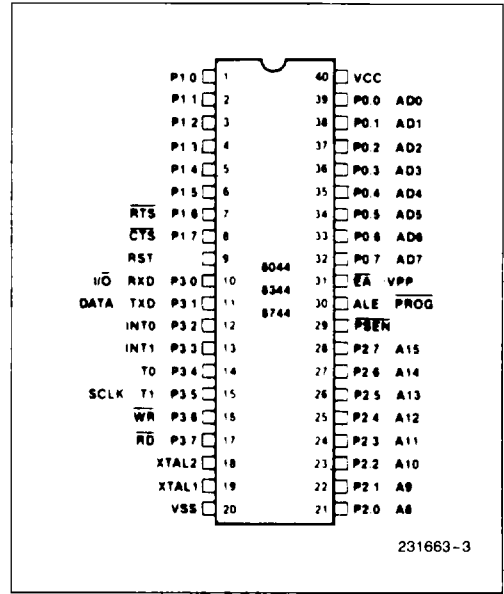 P1.0 1 40 VCC
P1.1 2 39 P0.0 AD0
P1.2 3 38 P0.1 AD1
P1.3 4 37 P0.2 AD2
P1.4 5 36 P0.3 AD3
P1.5 6 35 P0.4 AD4
R̅T̅S̅ P1.6 7 34 P0.5 AD5
C̅T̅S̅ P1.7 8 33 P0.6 AD6
RST 9 32 P0.7 AD7
I/O̅ RXD P3.0 10 31 E̅A̅ VPP
DATA TXD P3.1 11 30 ALE P̅R̅O̅G̅
INT0 P3.2 12 29 P̅S̅E̅N̅
INT1 P3.3 13 28 P2.7 A15
T0 P3.4 14 27 P2.6 A14
SCLK T1 P3.5 15 26 P2.5 A13
W̅R̅ P3.6 16 25 P2.4 A12
R̅D̅ P3.7 17 24 P2.3 A11
XTAL2 18 23 P2.2 A10
XTAL1 19 22 P2.1 A9
VSS 20 21 P2.0 A8
8044
8344
8744
231663-3